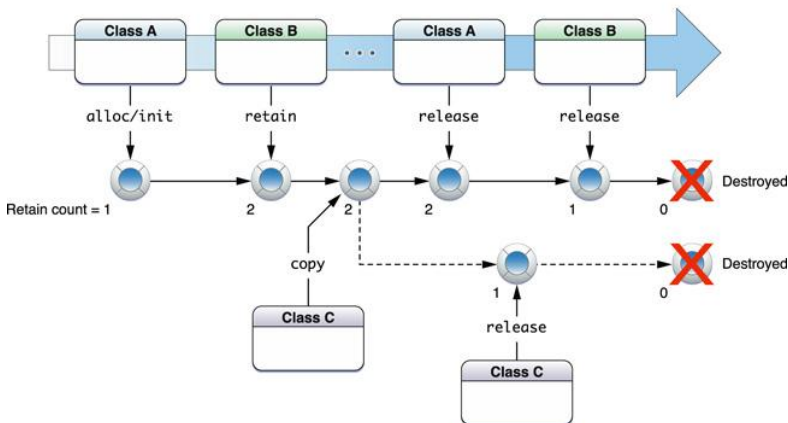 Class A
Class B
...
Class A
Class B
alloc/init
retain
release
release
Retain count = 1
2
2
2
1
0
Destroyed
copy
Class C
1
0
Destroyed
release
Class C